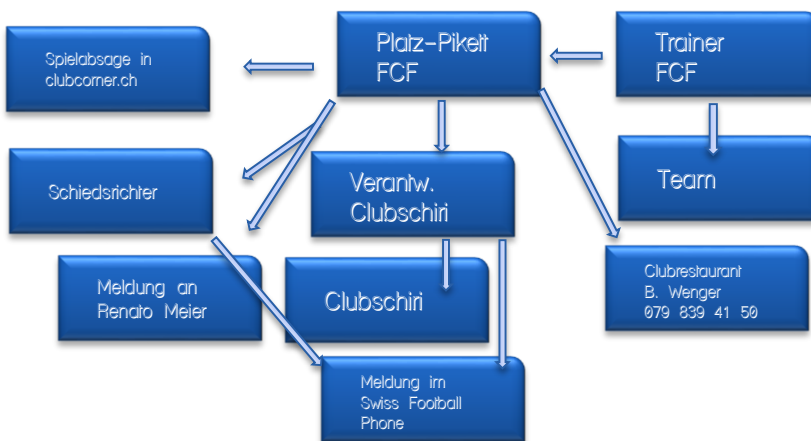 Spielabsage in
clubcorner.ch
Platz-Pikett
FCF
Trainer
FCF
Schiedsrichter
Verantw.
Clubschiri
Team
Meldung an
Renato Meier
Clubschiri
Clubrestaurant
B. Wenger
079 839 41 50
Meldung im
Swiss Football
Phone